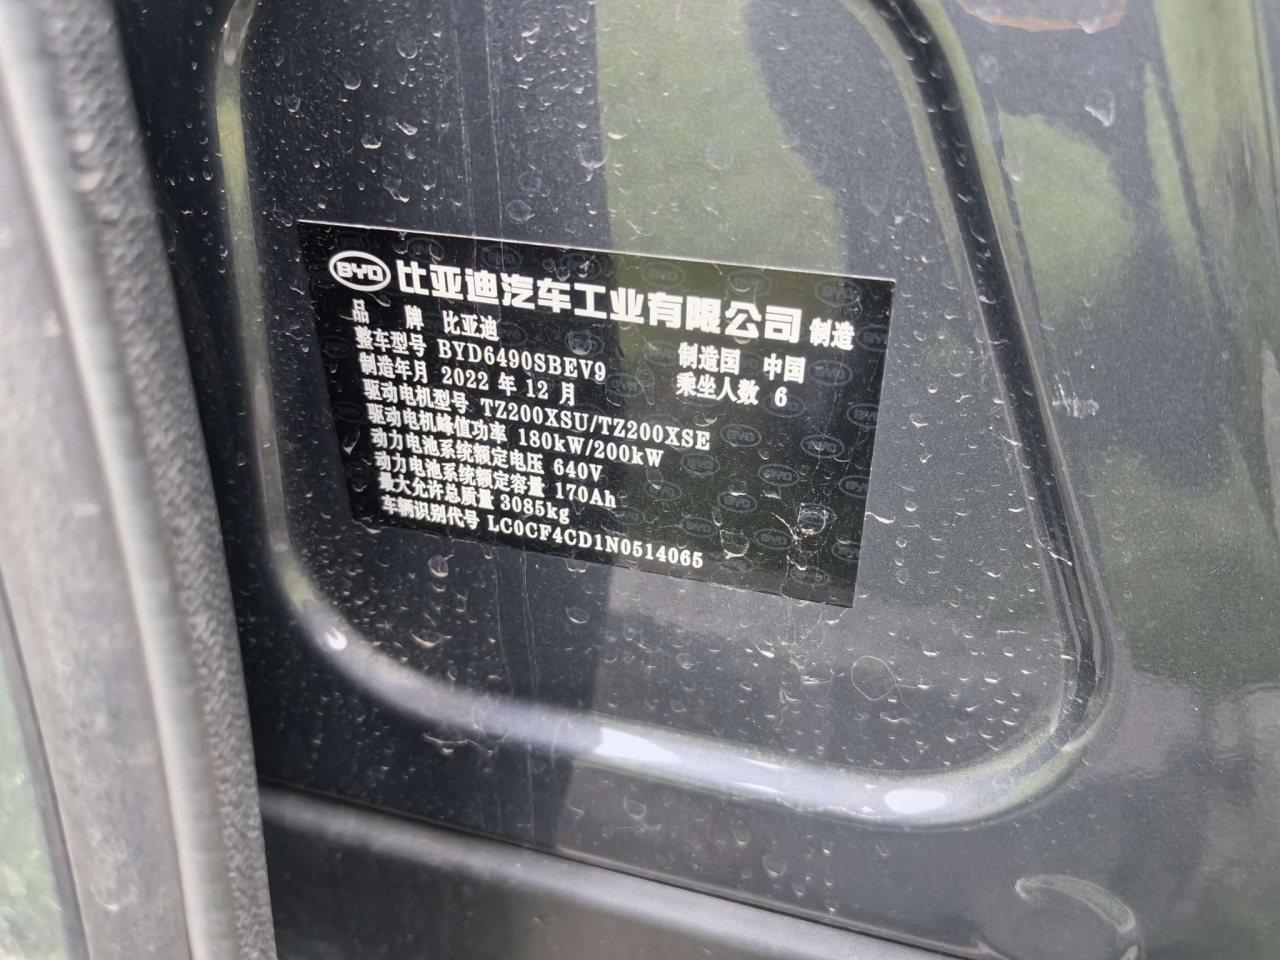 BYD 比亚迪汽车工业有限公司 制造
品 牌 比亚迪 制造国 中国
整车型号 BYD6490SBEV9 乘坐人数 6
制造年月 2022 年 12 月
驱动电机型号 TZ200XSU/TZ200XSE
驱动电机峰值功率 180kW/200kW
动力电池系统额定电压 640V
动力电池系统额定容量 170Ah
最大允许总质量 3085kg
车辆识别代号 LC0CF4CD1N0514065